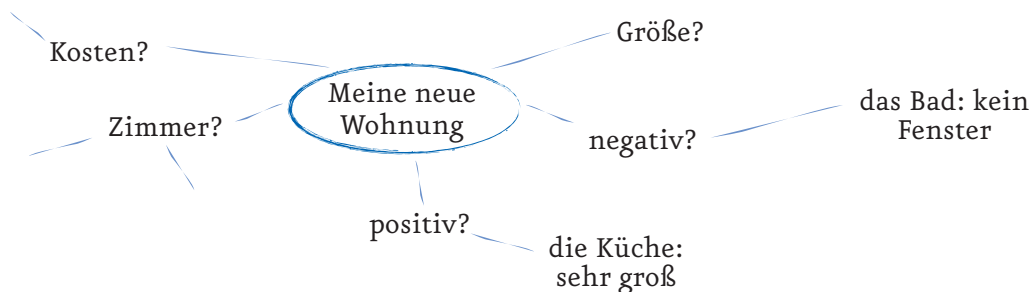 Größe?
Kosten?
Meine neue
Wohnung
das Bad: kein
Fenster
Zimmer?
negativ?
positiv?
die Küche:
sehr groß